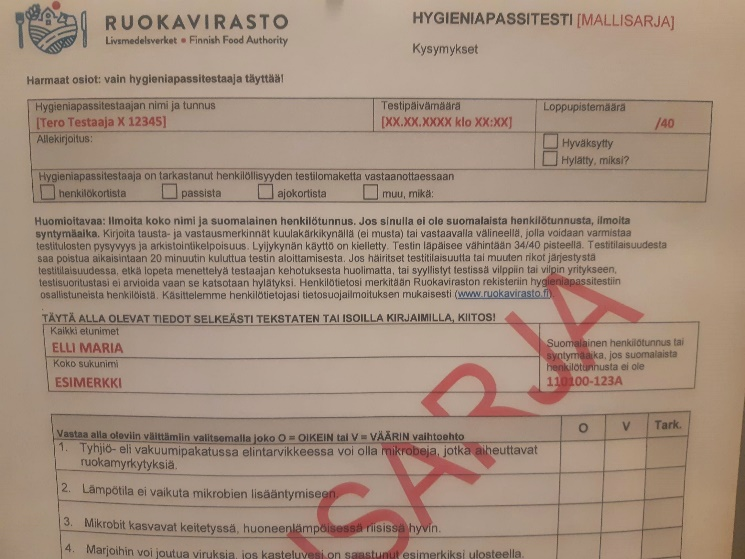 RUOKAVIRASTO
Livsmedelsverket • Finnish Food Authority
HYGIENIAPASSITESTI [MALLISARJA]
Kysymykset
Harmaat osiot: vain hygieniapassitestaaja täyttää!
Hygieniapassitestaajan nimi ja tunnus
[Tero Testaaja X 12345]
Testipäivämäärä
[XX.XX.XXXX klo XX:XX]
Loppupistemäärä
/40
Allekirjoitus:
Hyväksytty
Hylätty, miksi?
Hygieniapassitestaaja on tarkastanut henkilöllisyyden testilomaketta vastaanottaessaan
henkilökortista passista ajokortista muu, mikä:
Huomioitavaa: Ilmoita koko nimi ja suomalainen henkilötunnus. Jos sinulla ei ole suomalaista henkilötunnusta, ilmoita
syntymäaika. Kirjoita tausta- ja vastausmerkinnät kuulakärkikynällä (ei musta) tai vastaavalla välineellä, jolla voidaan varmistaa
testitulosten pysyvyys ja arkistointikelpoisuus. Lyijykynän käyttö on kielletty. Testin läpäisee vähintään 34/40 pisteellä. Testitilaisuudesta
saa poistua aikaisintaan 20 minuutin kuluttua testin aloittamisesta. Jos häiritset testitilaisuutta tai muuten rikot järjestystä
testitilaisuudessa, etkä lopeta menettelyä testaajan kehotuksesta huolimatta, tai syyllistyt testissä vilppiin tai vilpin yritykseen,
testisuoritustasi ei arvioida vaan se katsotaan hylätyksi. Henkilötietosi merkitään Ruokaviraston rekisteriin hygieniapassitestiin
osallistuneista henkilöistä. Käsittelemme henkilötietojasi tietosuojailmoituksen mukaisesti (www.ruokavirasto.fi).
TÄYTÄ ALLA OLEVAT TIEDOT SELKEÄSTI TEKSTATEN TAI ISOILLA KIRJAIMILLA, KIITOS!
Kaikki etunimet
ELLI MARIA
Koko sukunimi
ESIMERKKI
Suomalainen henkilötunnus tai
syntymäaika, jos suomalaista
henkilötunnusta ei ole
110100-123A
Vastaa alla oleviin väittämiin valitsemalla joko O = OIKEIN tai V = VÄÄRIN vaihtoehto O V Tark.
1. Tyhjiö- eli vakuumipakatussa elintarvikkeessa voi olla mikrobeja, jotka aiheuttavat
ruokamyrkytyksiä.
2. Lämpötila ei vaikuta mikrobien lisääntymiseen.
3. Mikrobit kasvavat keitetyssä, huoneenlämpöisessä riisissä hyvin.
4. Marjoihin voi joutua viruksia, jos kasteluvesi on saastunut esimerkiksi ulosteella.
ISARJA